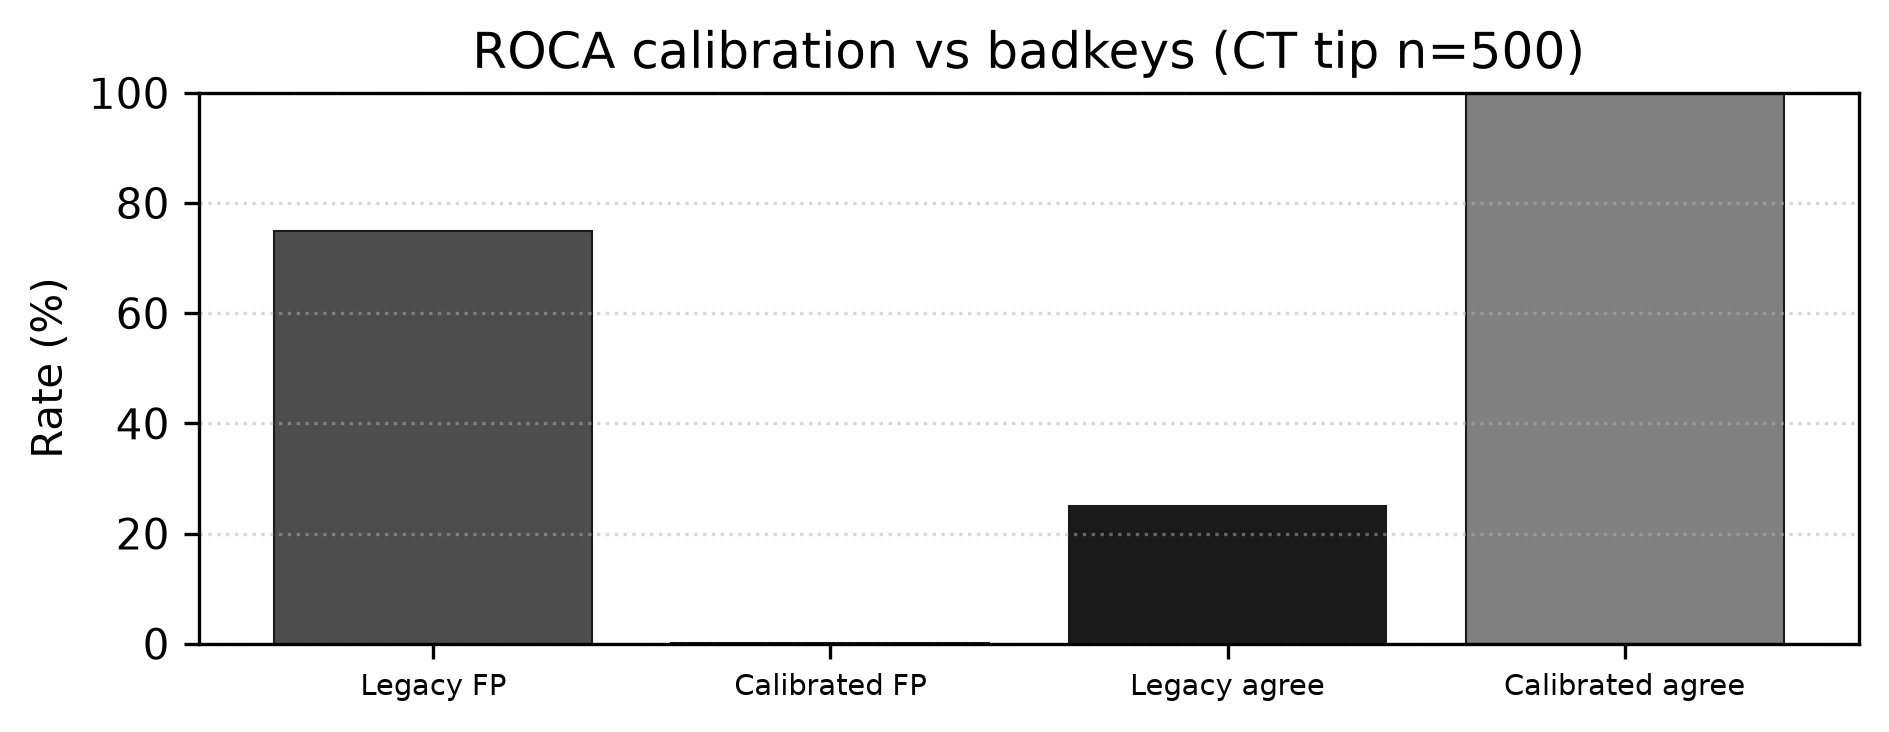 ROCA calibration vs badkeys (CT tip n=500)
100
80
60
40
20
0
Rate (%)
Legacy FP
Calibrated FP
Legacy agree
Calibrated agree